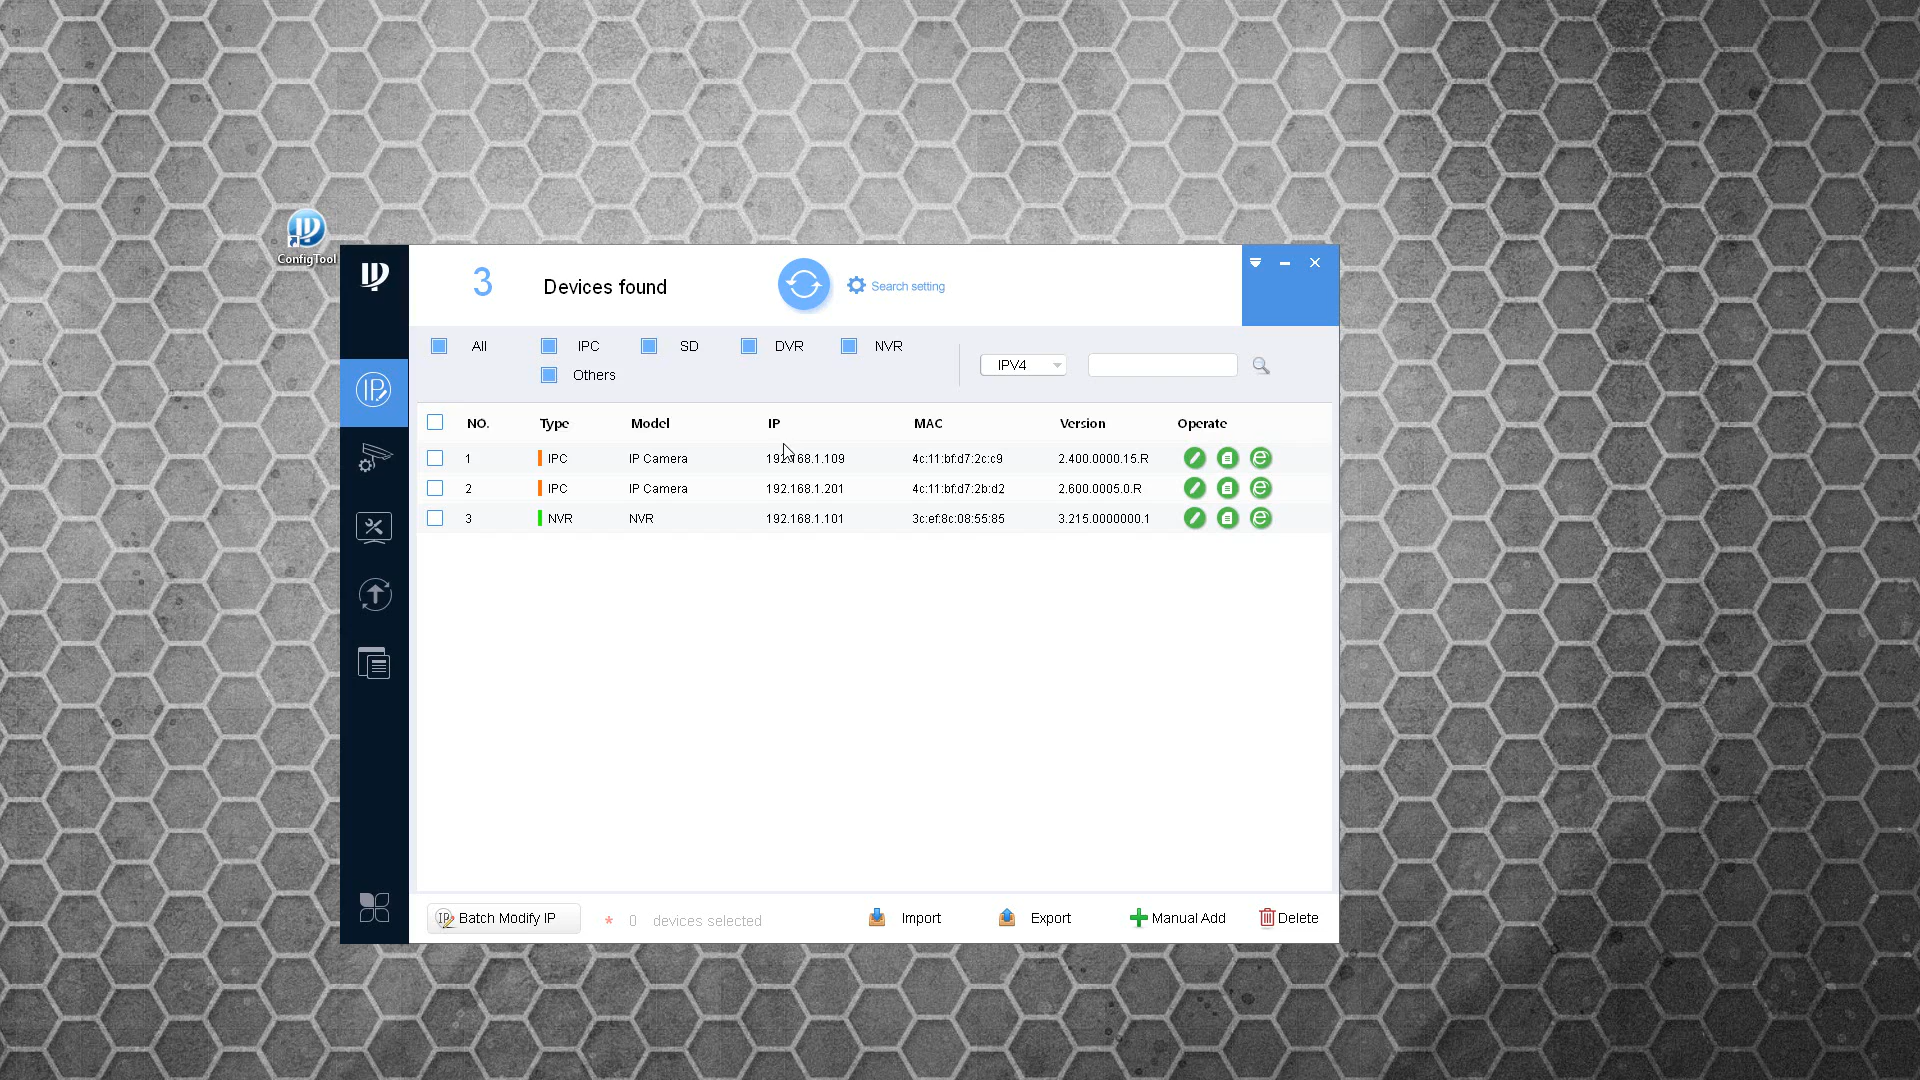 ConfigTool
3 Devices found Search setting
All IPC SD DVR NVR
Others
IPV4
NO. Type Model IP MAC Version Operate
1 IPC IP Camera 192.168.1.109 4c:11:bf:d7:2c:c9 2.400.0000.15.R
2 IPC IP Camera 192.168.1.201 4c:11:bf:d7:2b:d2 2.600.0005.0.R
3 NVR NVR 192.168.1.101 3c:ef:8c:08:55:85 3.215.0000000.1
Batch Modify IP * 0 devices selected Import Export Manual Add Delete